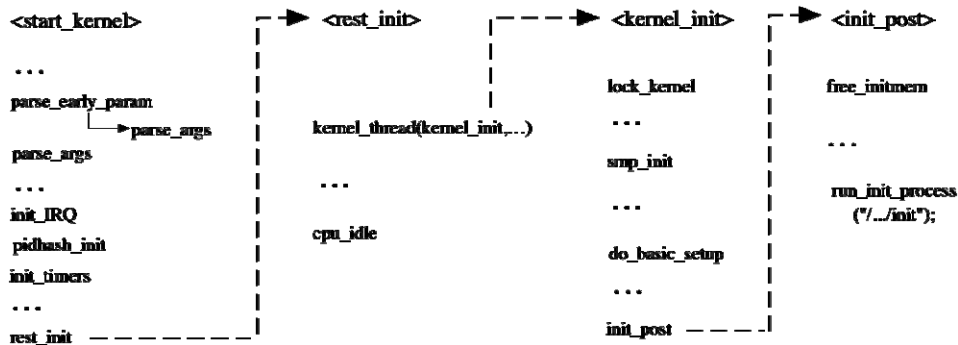 <start_kernel>
...
parse_early_param
parse_args
parse_args
...
init_IRQ
pidhash_init
init_timers
...
rest_init
<rest_init>
kernel_thread(kernel_init,...)
...
cpu_idle
<kernel_init>
lock_kernel
...
smp_init
...
do_basic_setup
...
init_post
<init_post>
free_initmem
...
run_init_process
("/.../init");